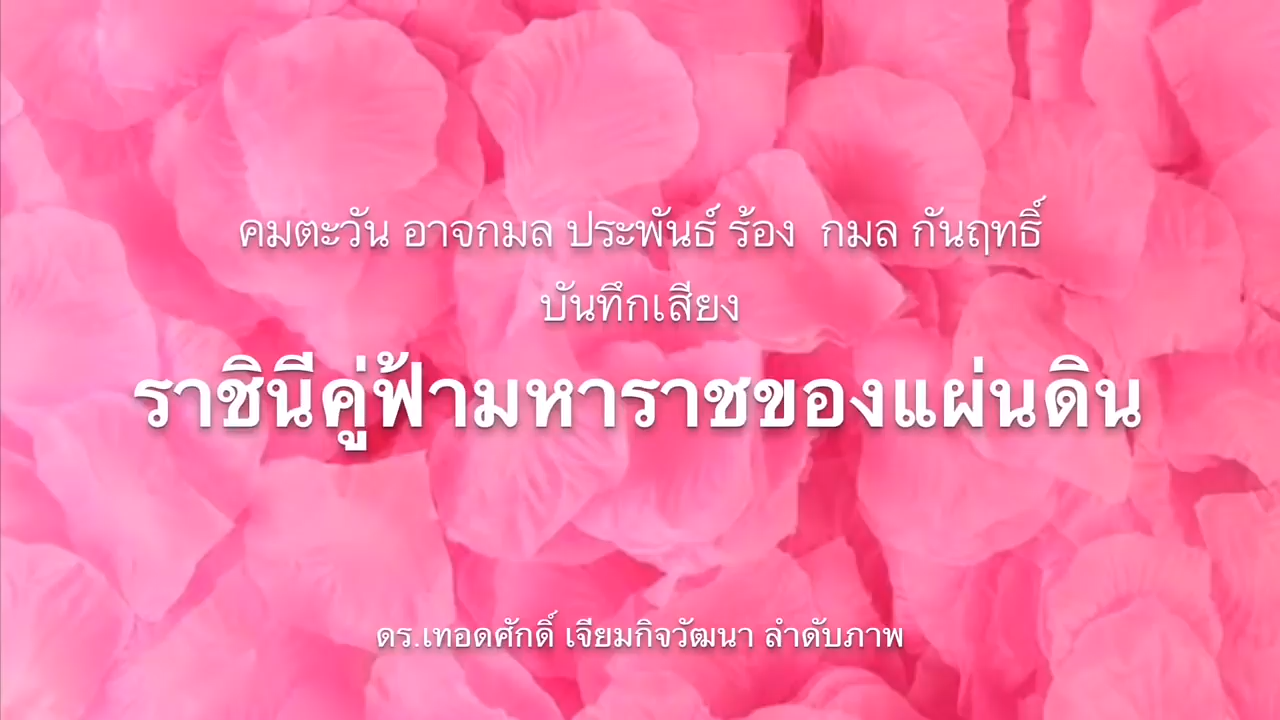 คมตะวัน อาจกมล ประพันธ์ ร้อง กมล กันฤทธิ์
บันทึกเสียง
ราชินีคู่ฟ้ามหาราชของแผ่นดิน
ดร.เทอดศักดิ์ เจียมกิจวัฒนา ลำดับภาพ